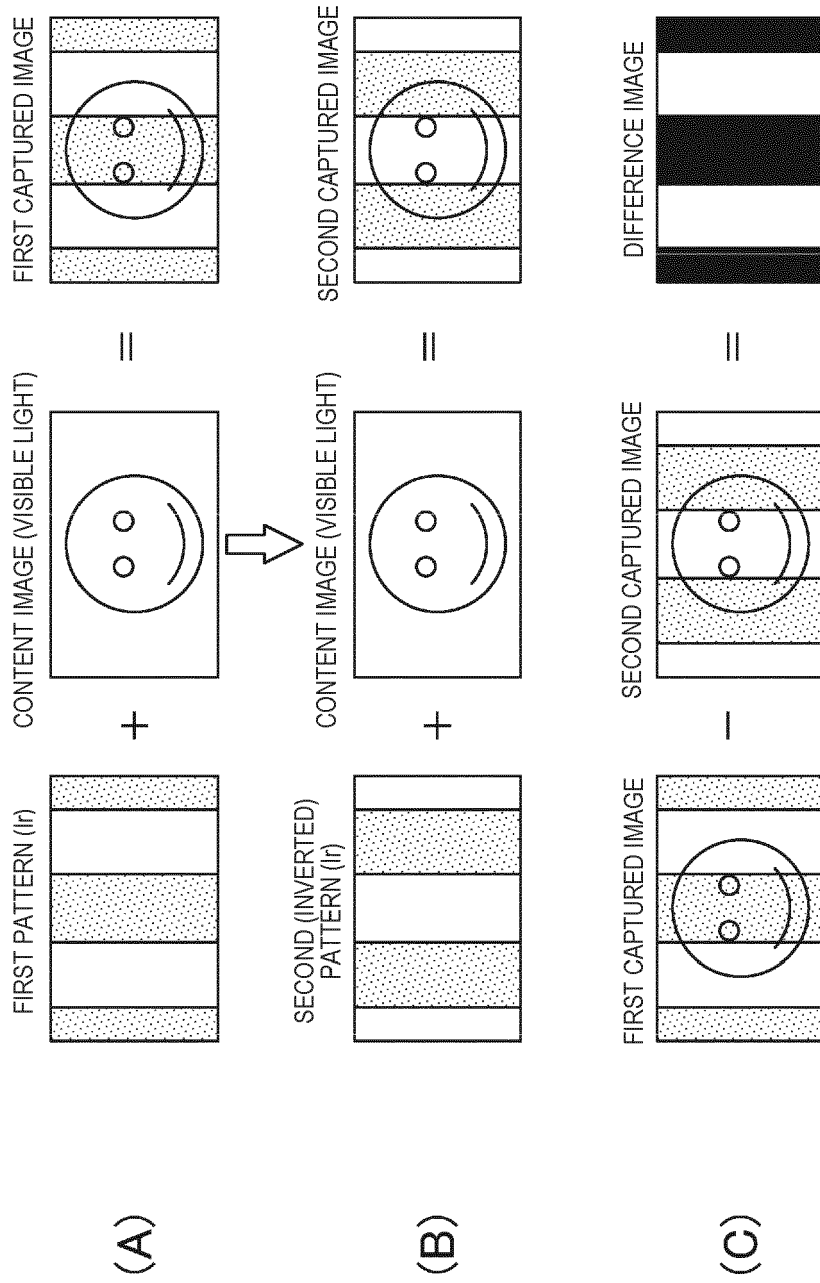 (A)
FIRST PATTERN (Ir)
+
CONTENT IMAGE (VISIBLE LIGHT)
=
FIRST CAPTURED IMAGE
(B)
SECOND (INVERTED)
PATTERN (Ir)
+
CONTENT IMAGE (VISIBLE LIGHT)
=
SECOND CAPTURED IMAGE
(C)
FIRST CAPTURED IMAGE
−
SECOND CAPTURED IMAGE
=
DIFFERENCE IMAGE